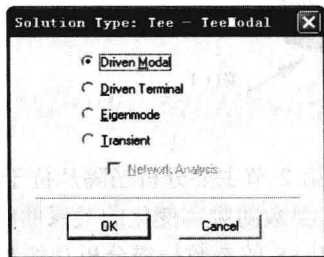 Solution Type: Tee - TeeModal
Driven Modal
Driven Terminal
Eigenmode
Transient
Network Analysis
OK
Cancel